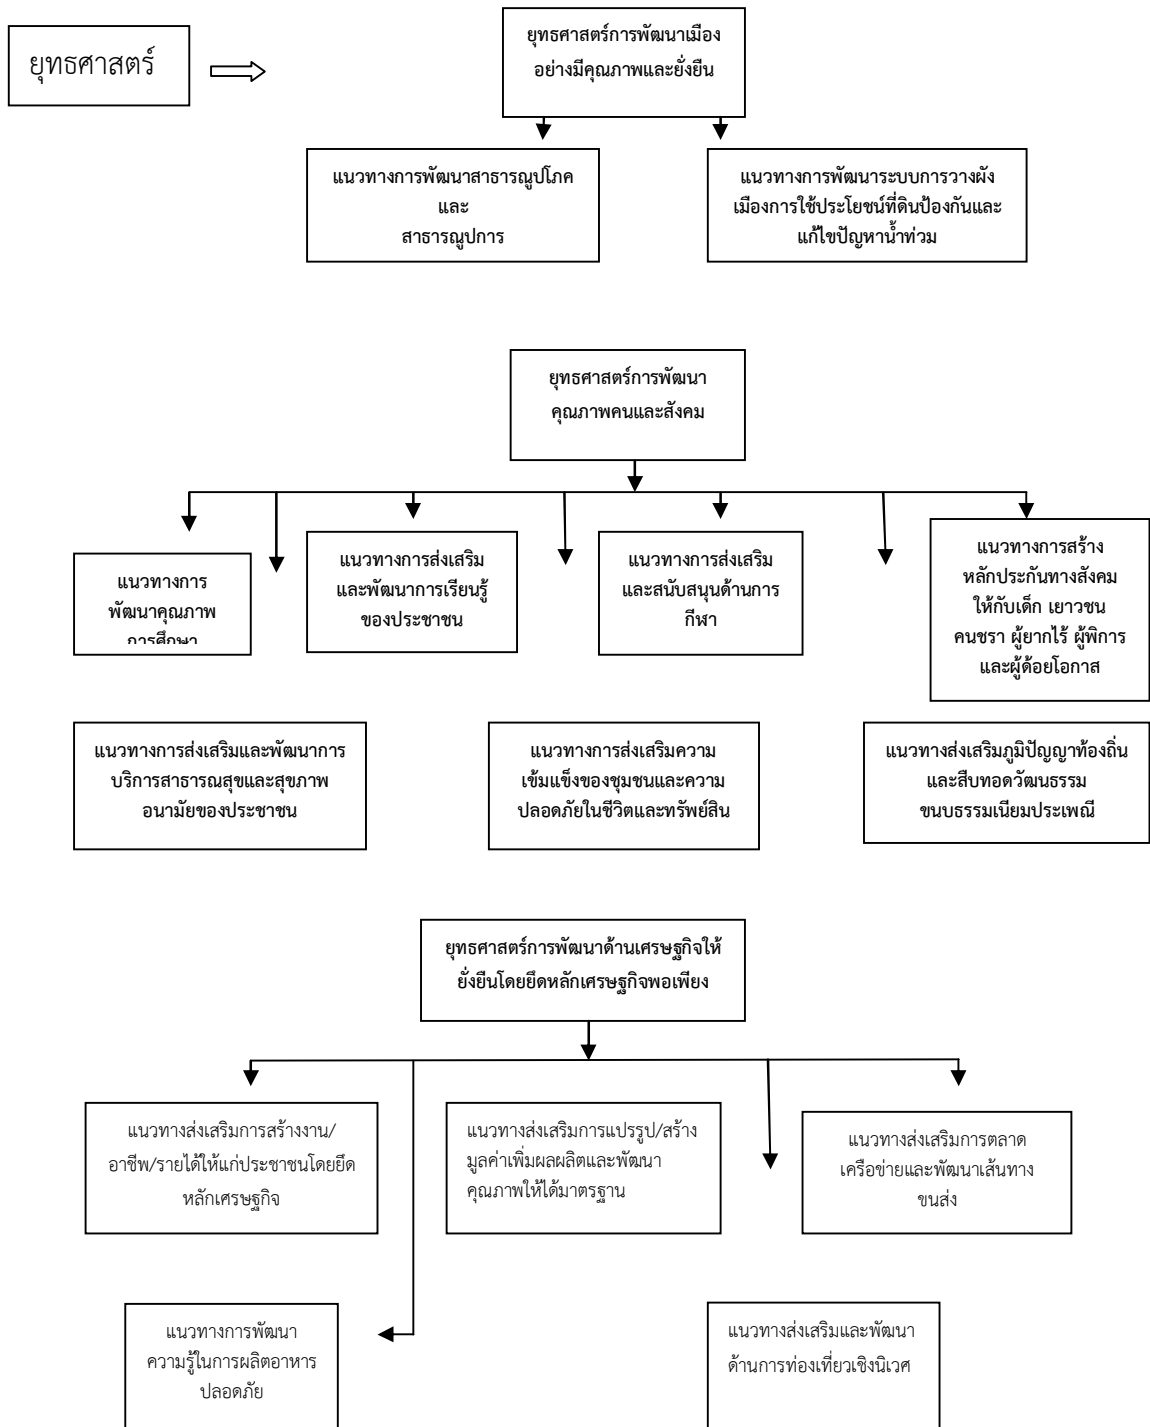 ยุทธศาสตร์
ยุทธศาสตร์การพัฒนาเมือง
อย่างมีคุณภาพและยั่งยืน
แนวทางการพัฒนาสาธารณูปโภค
และ
สาธารณูปการ
แนวทางการพัฒนาระบบการวางผัง
เมืองการใช้ประโยชน์ที่ดินป้องกันและ
แก้ไขปัญหาน้ำท่วม
ยุทธศาสตร์การพัฒนา
คุณภาพคนและสังคม
แนวทางการ
พัฒนาคุณภาพ
การศึกษา
แนวทางการส่งเสริม
และพัฒนาการเรียนรู้
ของประชาชน
แนวทางการส่งเสริม
และสนับสนุนด้านการ
กีฬา
แนวทางการสร้าง
หลักประกันทางสังคม
ให้กับเด็ก เยาวชน
คนชรา ผู้ยากไร้ ผู้พิการ
และผู้ด้อยโอกาส
แนวทางการส่งเสริมและพัฒนาการ
บริการสาธารณสุขและสุขภาพ
อนามัยของประชาชน
แนวทางการส่งเสริมความ
เข้มแข็งของชุมชนและความ
ปลอดภัยในชีวิตและทรัพย์สิน
แนวทางส่งเสริมภูมิปัญญาท้องถิ่น
และสืบทอดวัฒนธรรม
ขนบธรรมเนียมประเพณี
ยุทธศาสตร์การพัฒนาด้านเศรษฐกิจให้
ยั่งยืนโดยยึดหลักเศรษฐกิจพอเพียง
แนวทางส่งเสริมการสร้างงาน/
อาชีพ/รายได้ให้แก่ประชาชนโดยยึด
หลักเศรษฐกิจ
แนวทางส่งเสริมการแปรรูป/สร้าง
มูลค่าเพิ่มผลผลิตและพัฒนา
คุณภาพให้ได้มาตรฐาน
แนวทางส่งเสริมการตลาด
เครือข่ายและพัฒนาเส้นทาง
ขนส่ง
แนวทางการพัฒนา
ความรู้ในการผลิตอาหาร
ปลอดภัย
แนวทางส่งเสริมและพัฒนา
ด้านการท่องเที่ยวเชิงนิเวศ